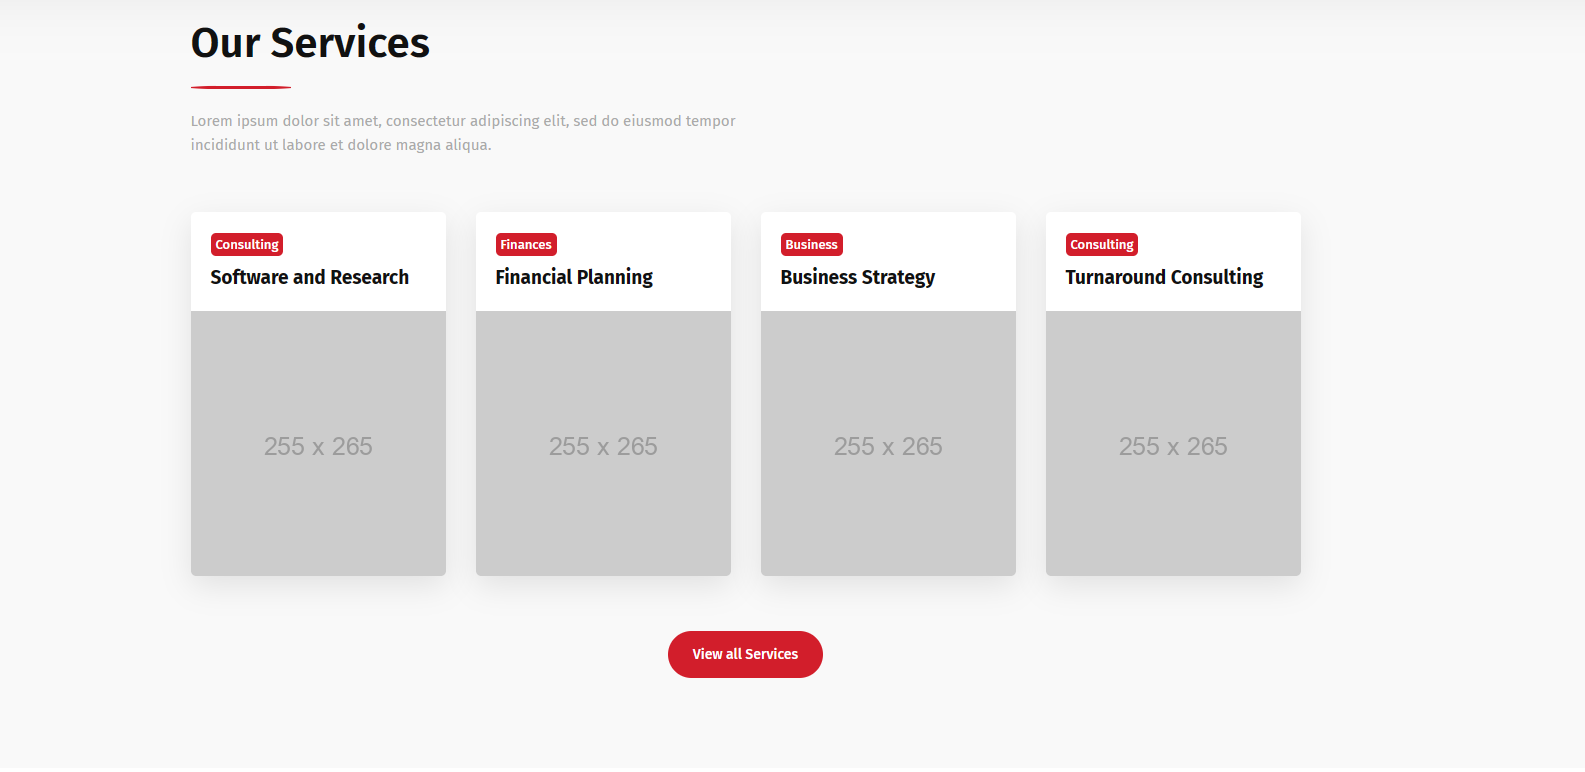 Our Services
Lorem ipsum dolor sit amet, consectetur adipiscing elit, sed do eiusmod tempor
incididunt ut labore et dolore magna aliqua.
Consulting
Software and Research
255 x 265
Finances
Financial Planning
255 x 265
Business
Business Strategy
255 x 265
Consulting
Turnaround Consulting
255 x 265
View all Services